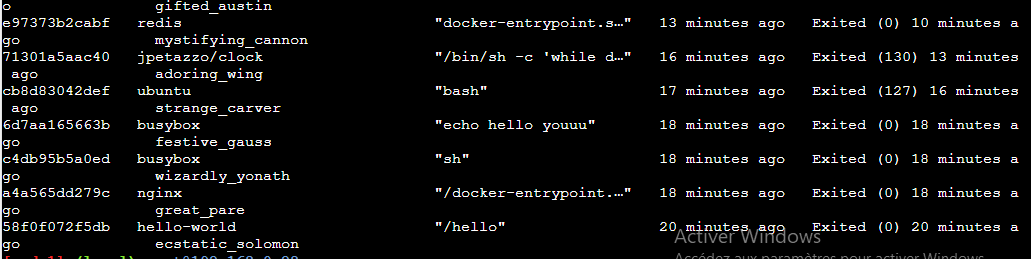 o gifted_austin
e97373b2cabf redis "docker-entrypoint.s…" 13 minutes ago Exited (0) 10 minutes a
go mystifying_cannon
71301a5aac40 jpetazzo/clock "/bin/sh -c 'while d…" 16 minutes ago Exited (130) 13 minutes
ago adoring_wing
cb8d83042def ubuntu "bash" 17 minutes ago Exited (127) 16 minutes
ago strange_carver
6d7aa165663b busybox "echo hello youuu" 18 minutes ago Exited (0) 18 minutes a
go festive_gauss
c4db95b5a0ed busybox "sh" 18 minutes ago Exited (0) 18 minutes a
go wizardly_yonath
a4a565dd279c nginx "/docker-entrypoint.…" 18 minutes ago Exited (0) 18 minutes a
go great_pare
58f0f072f5db hello-world "/hello" 20 minutes ago Exited (0) 20 minutes a
go ecstatic_solomon
Activer Windows
Accédez aux paramètres pour activer Windows